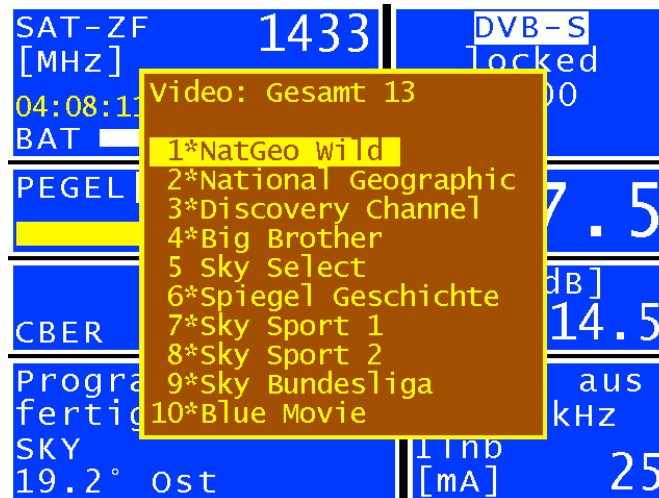 SAT-ZF 1433
[MHz]
04:08:11
BAT
DVB-S
locked
Video: Gesamt 13
1*NatGeo Wild
2*National Geographic
3*Discovery Channel
4*Big Brother
5 Sky Select
6*Spiegel Geschichte
7*Sky Sport 1
8*Sky Sport 2
9*Sky Bundesliga
10*Blue Movie
PEGEL
7.5
dB]
CBER
14.5
Progra
fertig
SKY
19.2° Ost
aus
kHz
[mA] 25